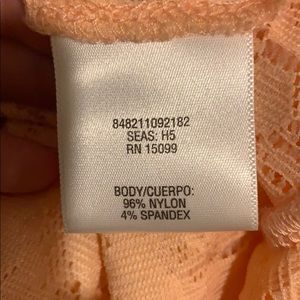 848211092182
SEAS: H5
RN 15099
BODY/CUERPO:
96% NYLON
4% SPANDEX